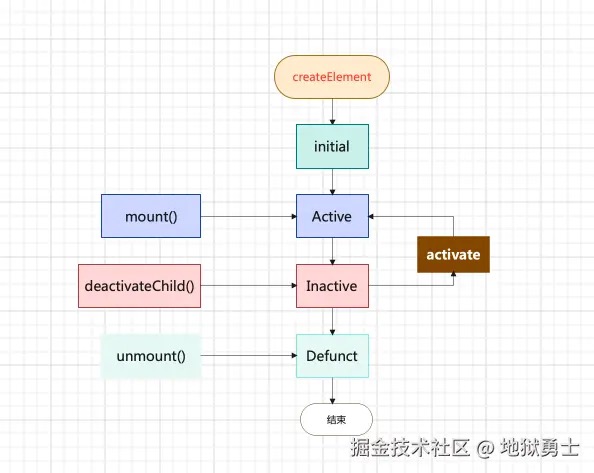 createElement
initial
mount()
Active
activate
deactivateChild()
Inactive
unmount()
Defunct
结束
掘金技术社区 @ 地狱勇士